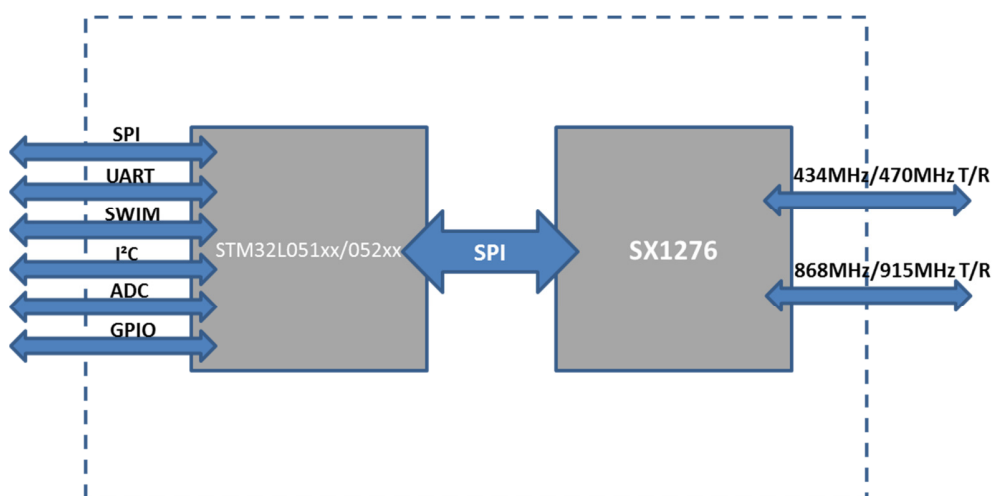 SPI
UART
SWIM
I²C
ADC
GPIO
STM32L051xx/052xx
SPI
SX1276
434MHz/470MHz T/R
868MHz/915MHz T/R